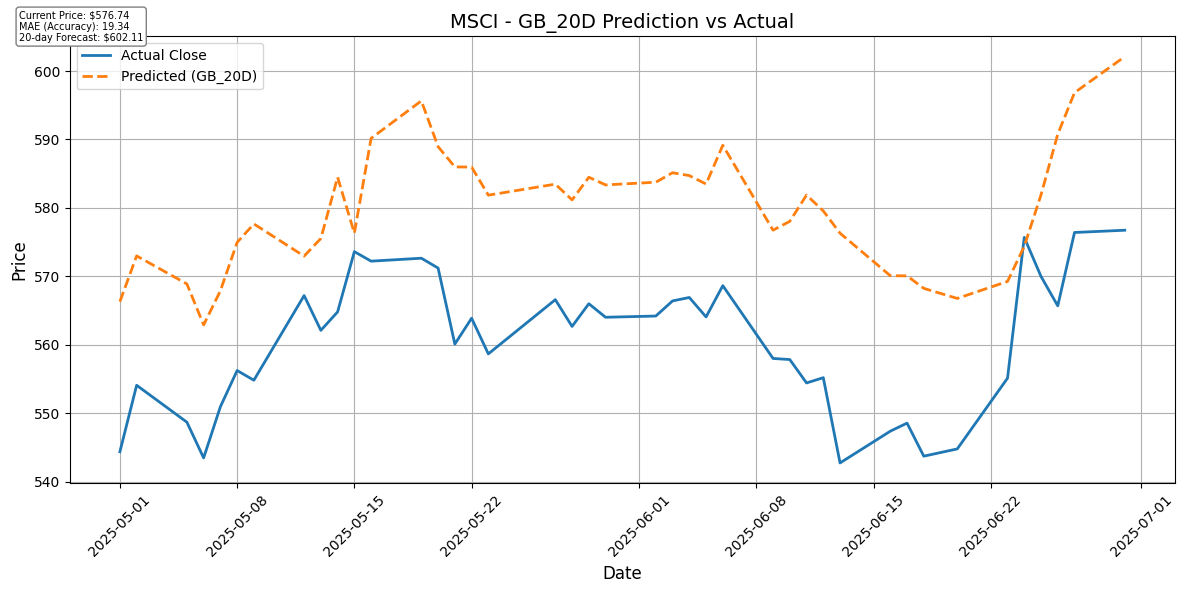 MSCI - GB_20D Prediction vs Actual
Current Price: $576.74
MAE (Accuracy): 19.34
20-day Forecast: $602.11
Actual Close
Predicted (GB_20D)
Price
600
590
580
570
560
550
540
2025-05-01
2025-05-08
2025-05-15
2025-05-22
2025-06-01
2025-06-08
2025-06-15
2025-06-22
2025-07-01
Date